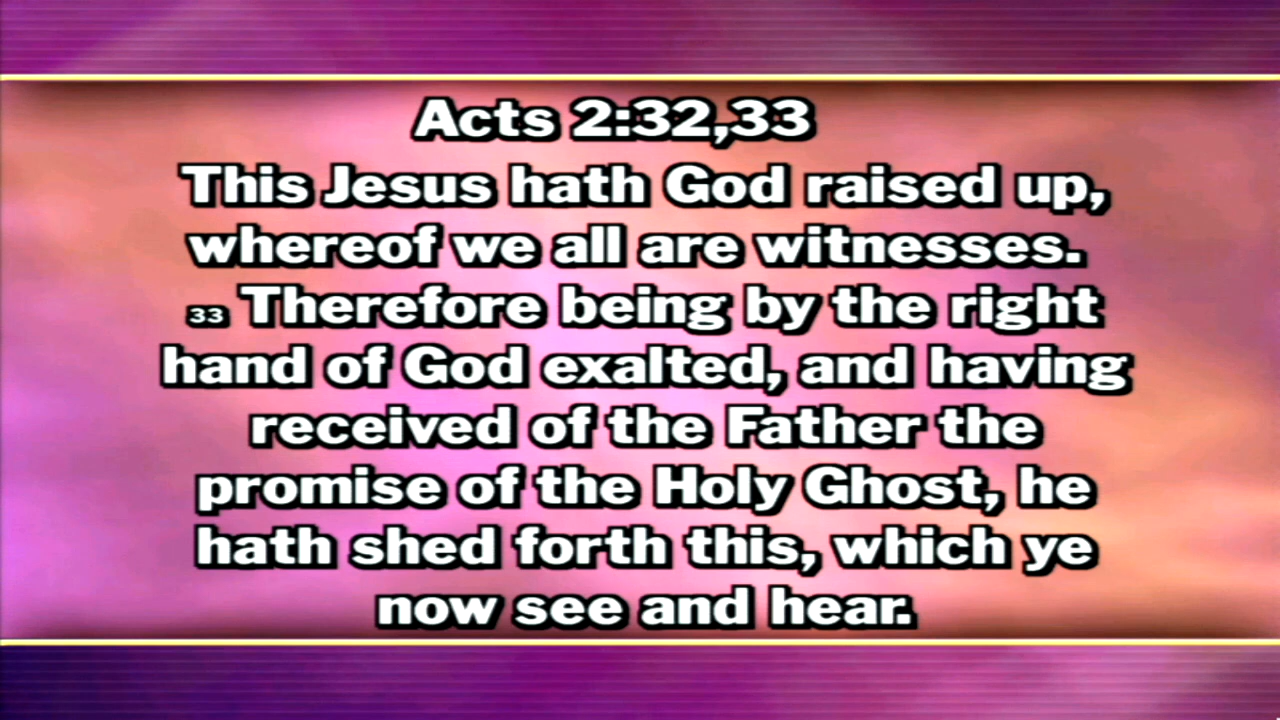 Acts 2:32,33
This Jesus hath God raised up,
whereof we all are witnesses.
33 Therefore being by the right
hand of God exalted, and having
received of the Father the
promise of the Holy Ghost, he
hath shed forth this, which ye
now see and hear.